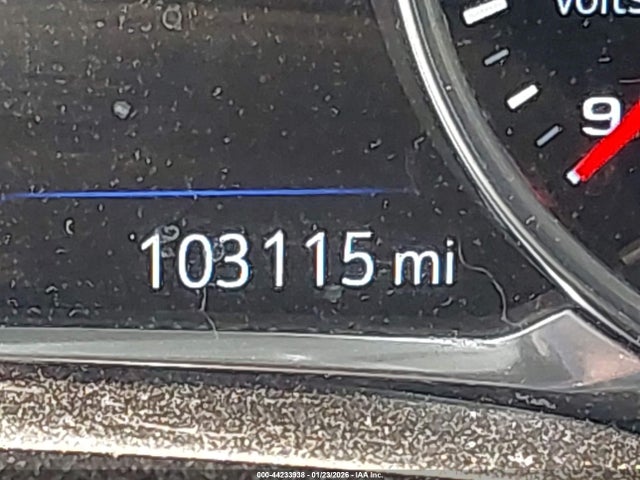 volts
9
103115 mi
000-44233938 - 01/23/2026 - IAA Inc.